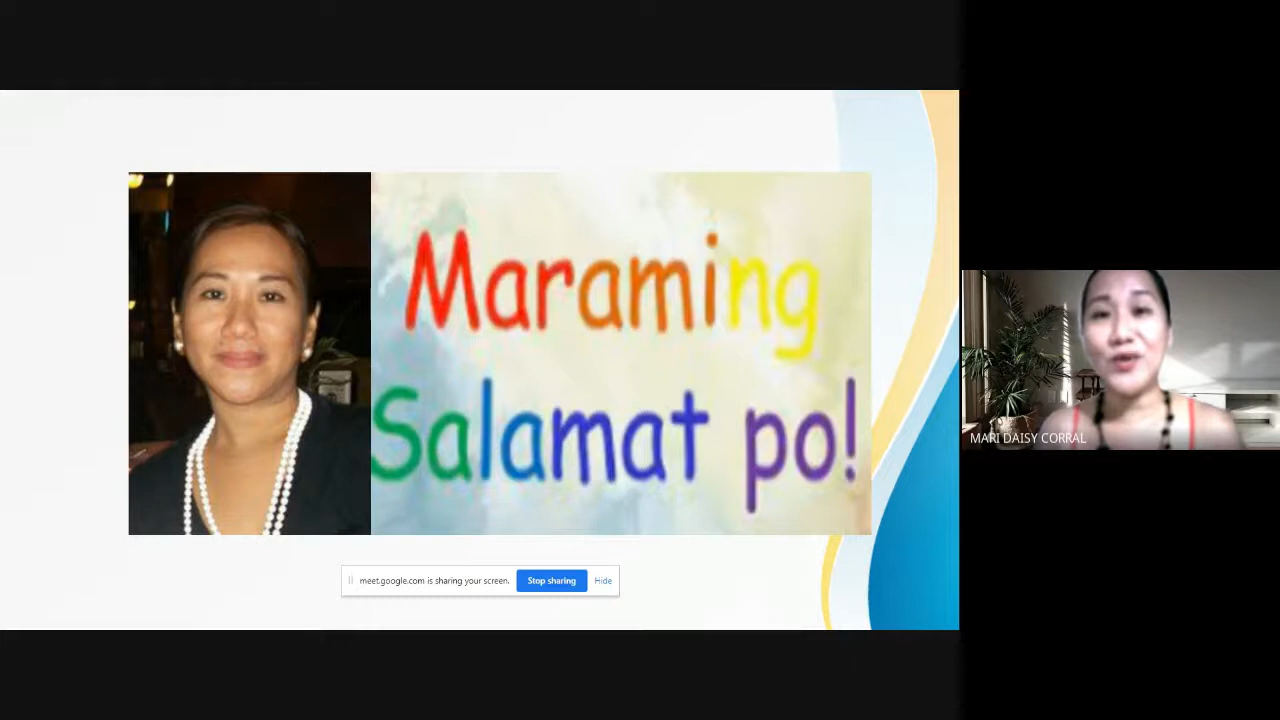 Maraming
Salamat po!
meet.google.com is sharing your screen.
Stop sharing
Hide
MARI DAISY CORRAL